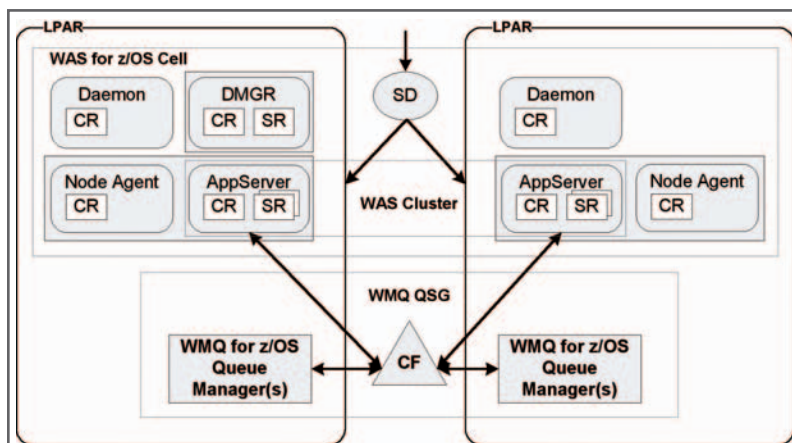 LPAR
LPAR
WAS for z/OS Cell
Daemon
CR
DMGR
CR SR
SD
Daemon
CR
Node Agent
CR
AppServer
CR SR
WAS Cluster
AppServer
CR SR
Node Agent
CR
WMQ QSG
WMQ for z/OS
Queue
Manager(s)
CF
WMQ for z/OS
Queue
Manager(s)